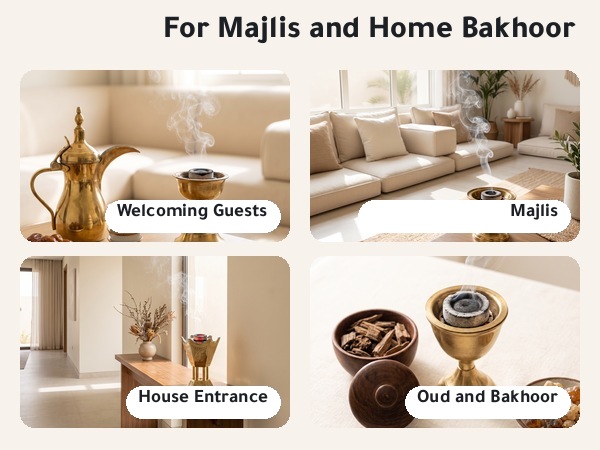 For Majlis and Home Bakhoor
Welcoming Guests
Majlis
House Entrance
Oud and Bakhoor